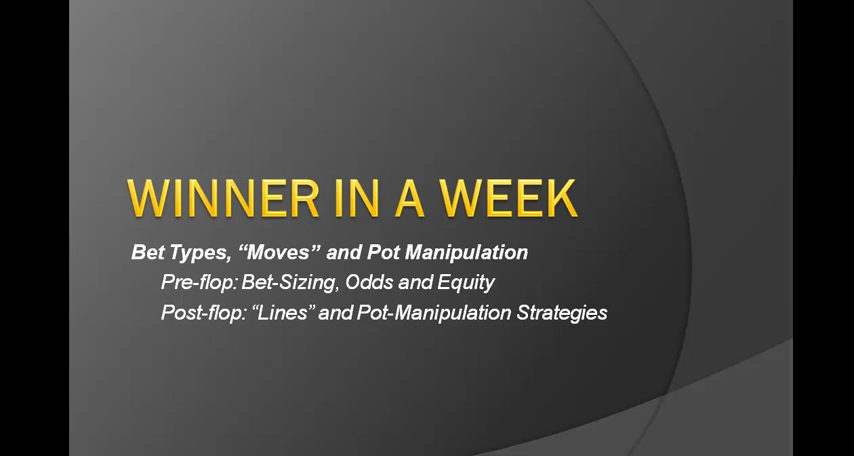 WINNER IN A WEEK
Bet Types, “Moves” and Pot Manipulation
Pre-flop: Bet-Sizing, Odds and Equity
Post-flop: “Lines” and Pot-Manipulation Strategies